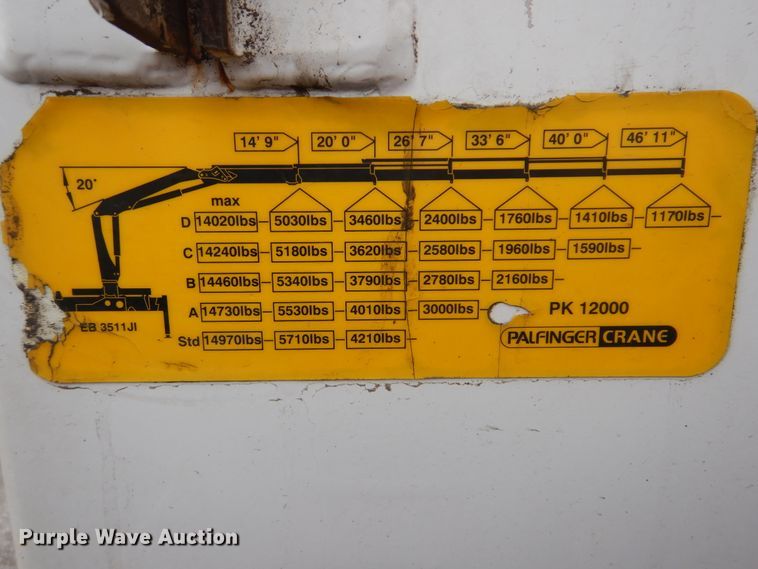 14' 9" 20' 0" 26' 7" 33' 6" 40' 0" 46' 11"
20°
max
D 14020lbs 5030lbs 3460lbs 2400lbs 1760lbs 1410lbs 1170lbs
C 14240lbs 5180lbs 3620lbs 2580lbs 1960lbs 1590lbs
B 14460lbs 5340lbs 3790lbs 2780lbs 2160lbs
A 14730lbs 5530lbs 4010lbs 3000lbs PK 12000
EB 3511JI
Std 14970lbs 5710lbs 4210lbs PALFINGER CRANE
Purple Wave Auction